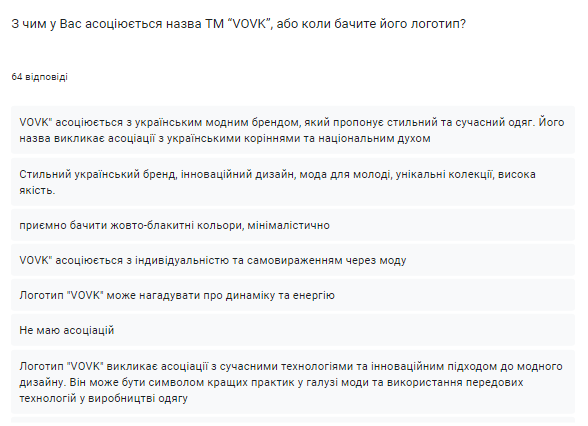 З чим у Вас асоціюється назва ТМ “VOVK”, або коли бачите його логотип?
64 відповіді
VOVK" асоціюється з українським модним брендом, який пропонує стильний та сучасний одяг. Його
назва викликає асоціації з українськими коріннями та національним духом
Стильний український бренд, інноваційний дизайн, мода для молоді, унікальні колекції, висока
якість.
приємно бачити жовто-блакитні кольори, мінімалістично
VOVK" асоціюється з індивідуальністю та самовираженням через моду
Логотип "VOVK" може нагадувати про динаміку та енергію
Не маю асоціацій
Логотип "VOVK" викликає асоціації з сучасними технологіями та інноваційним підходом до модного
дизайну. Він може бути символом кращих практик у галузі моди та використання передових
технологій у виробництві одягу